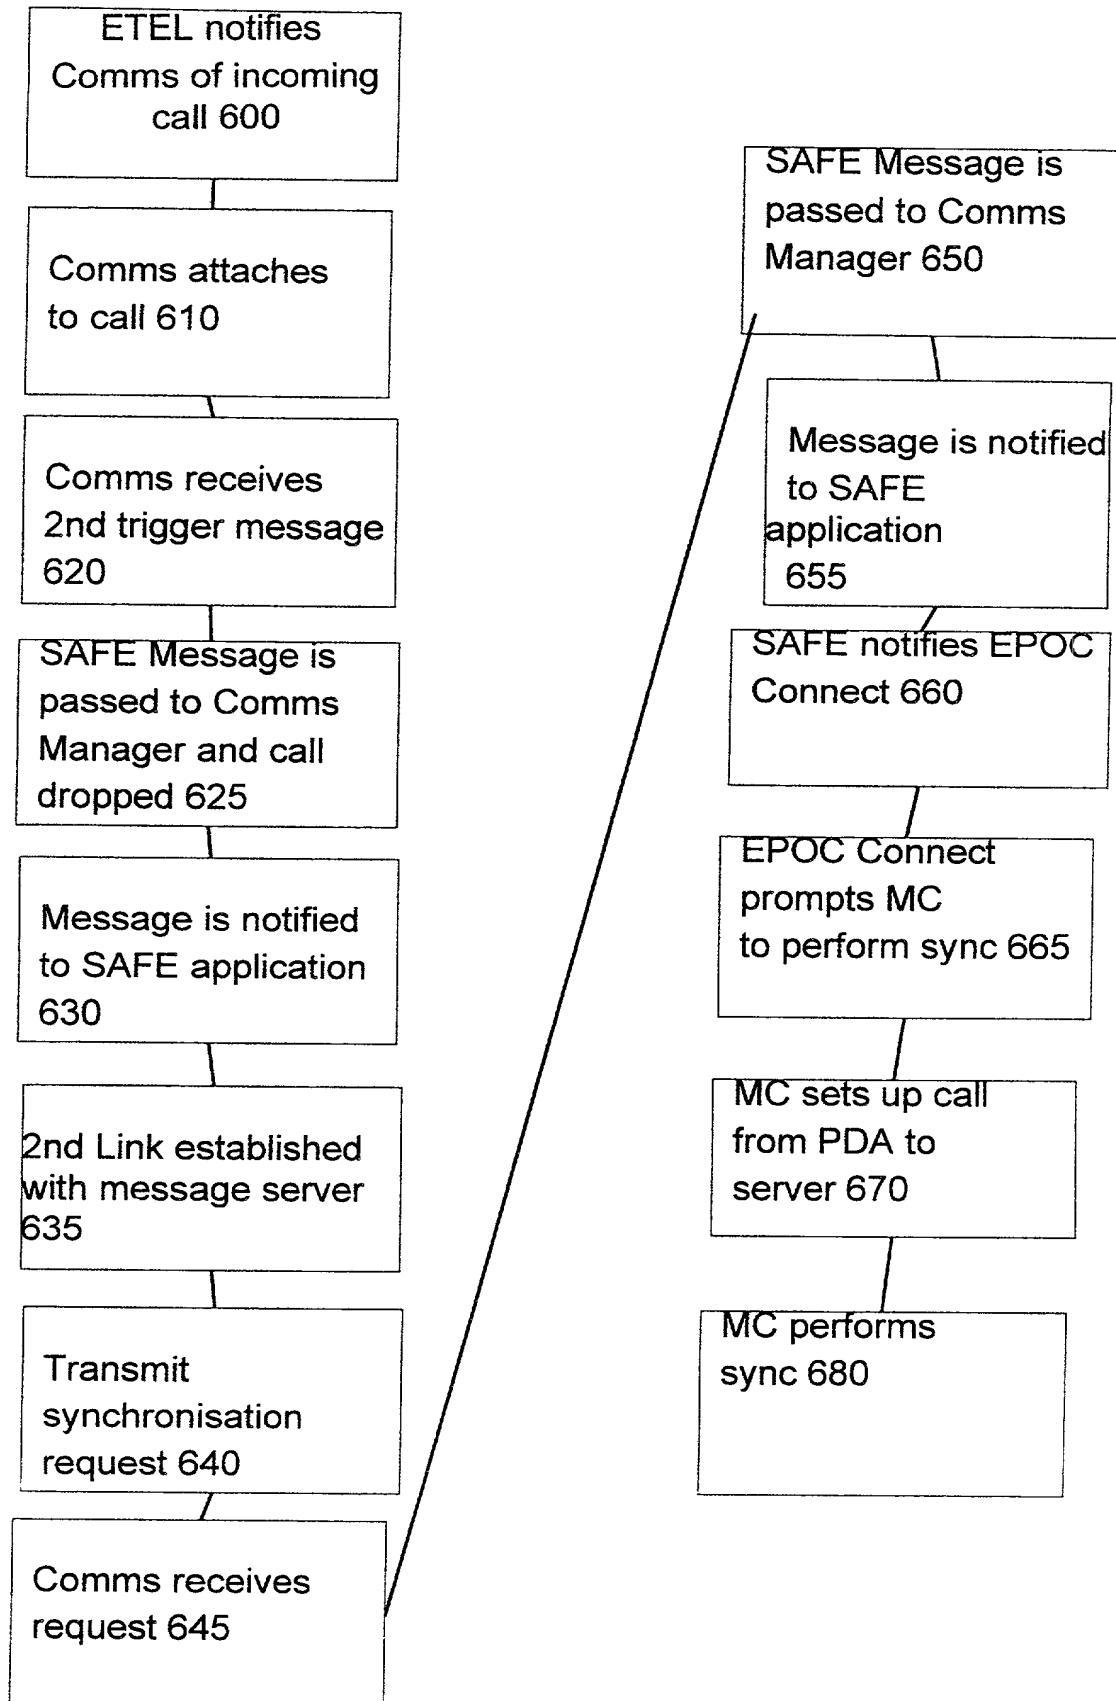 ETEL notifies
Comms of incoming
call 600
Comms attaches
to call 610
Comms receives
2nd trigger message
620
SAFE Message is
passed to Comms
Manager and call
dropped 625
Message is notified
to SAFE application
630
2nd Link established
with message server
635
Transmit
synchronisation
request 640
Comms receives
request 645
SAFE Message is
passed to Comms
Manager 650
Message is notified
to SAFE
application
655
SAFE notifies EPOC
Connect 660
EPOC Connect
prompts MC
to perform sync 665
MC sets up call
from PDA to
server 670
MC performs
sync 680